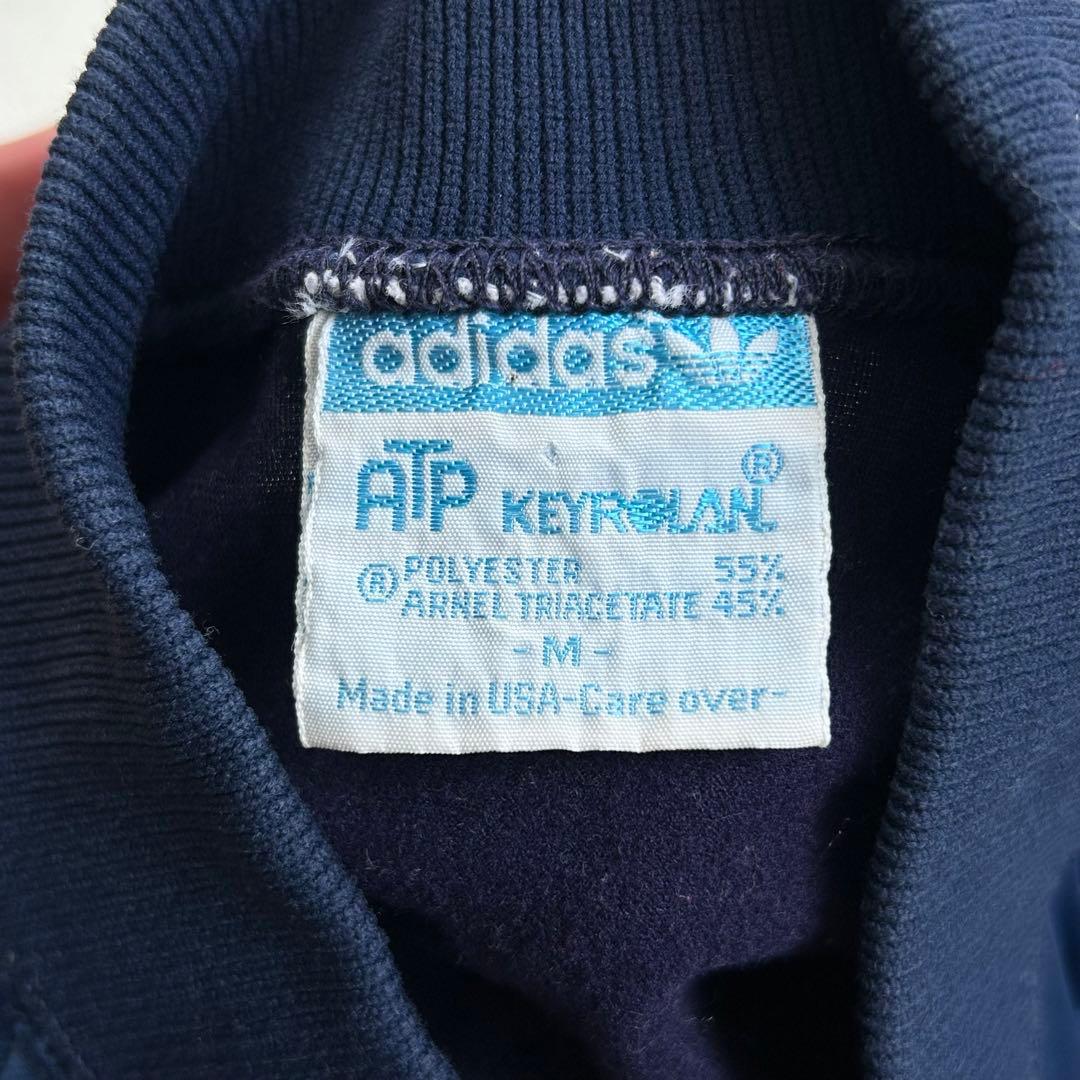 adidas
ATP KEYROLAN®
® POLYESTER 55%
ARNEL TRIACETATE 45%
- M -
Made in USA-Care over-